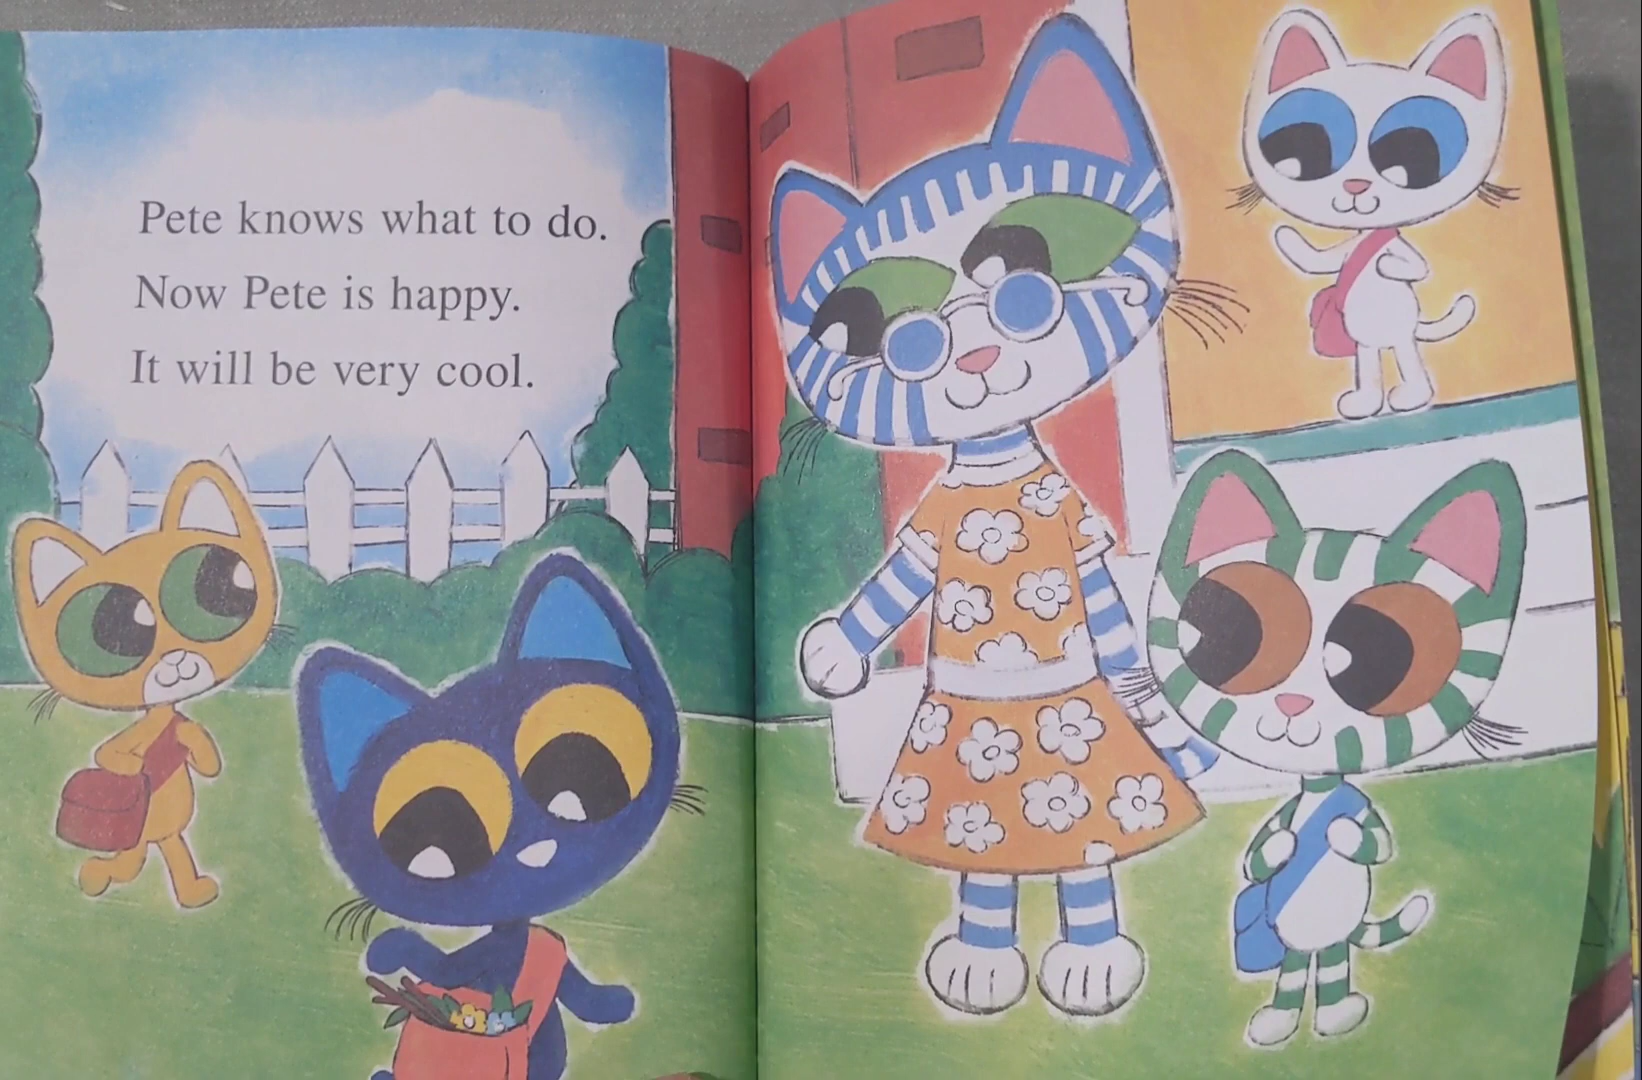 Pete knows what to do.
Now Pete is happy.
It will be very cool.